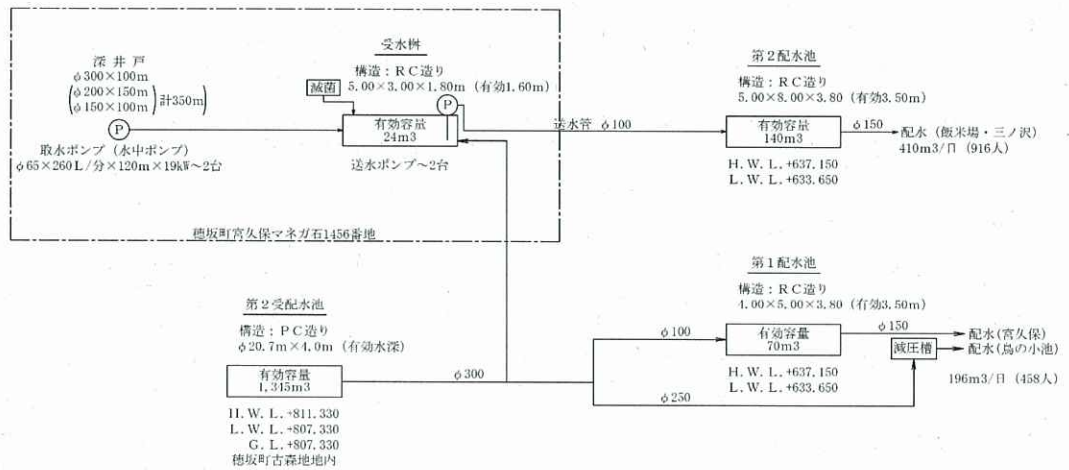 深井戸
φ300×100m
φ200×150m
φ150×100m
計350m
P
取水ポンプ (水中ポンプ)
φ65×260L/分×120m×19kW～2台
受水桝
構造：RC造り
5.00×3.00×1.80m (有効1.60m)
滅菌
P
有効容量
24m3
送水ポンプ～2台
穂坂町宮久保マネガ石1456番地
送水管 φ100
第2配水池
構造：RC造り
5.00×8.00×3.80 (有効3.50m)
有効容量
140m3
φ150
配水 (飯米場・三ノ沢)
410m3/日 (916人)
H.W.L.+637.150
L.W.L.+633.650
第2受配水池
構造：PC造り
φ20.7m×4.0m (有効水深)
有効容量
1,345m3
φ300
H.W.L.+811.330
L.W.L.+807.330
G.L.+807.330
穂坂町古森地地内
第1配水池
構造：RC造り
4.00×5.00×3.80 (有効3.50m)
φ100
有効容量
70m3
φ150
配水(宮久保)
減圧槽
配水(鳥の小池)
196m3/日 (458人)
H.W.L.+637.150
L.W.L.+633.650
φ250